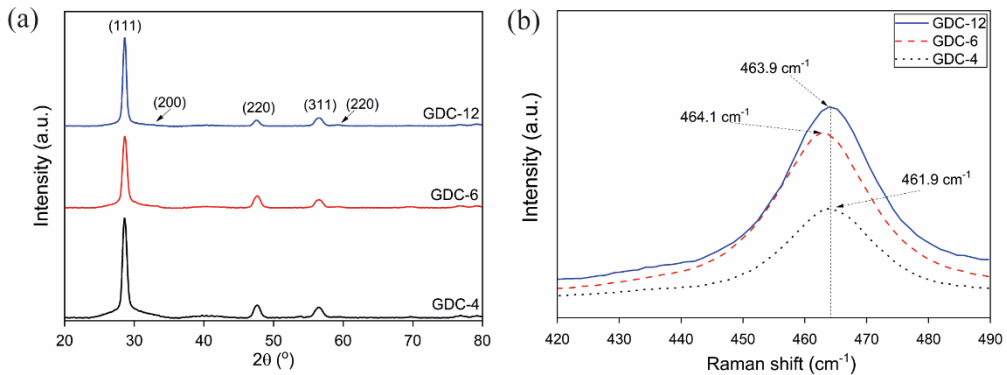 (a)
(111)
(200)
(220)
(311)
(220)
GDC-12
GDC-6
GDC-4
Intensity (a.u.)
20
30
40
50
60
70
80
2θ (º)
(b)
GDC-12
GDC-6
GDC-4
463.9 cm⁻¹
464.1 cm⁻¹
461.9 cm⁻¹
Intensity (a.u.)
420
430
440
450
460
470
480
490
Raman shift (cm⁻¹)